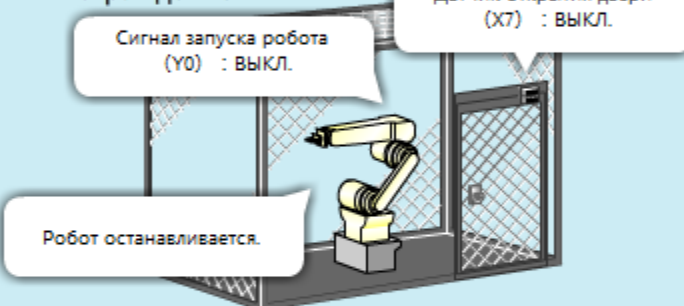 (X7) : ВЫКЛ.
Сигнал запуска робота
(Y0) : ВЫКЛ.
Робот останавливается.